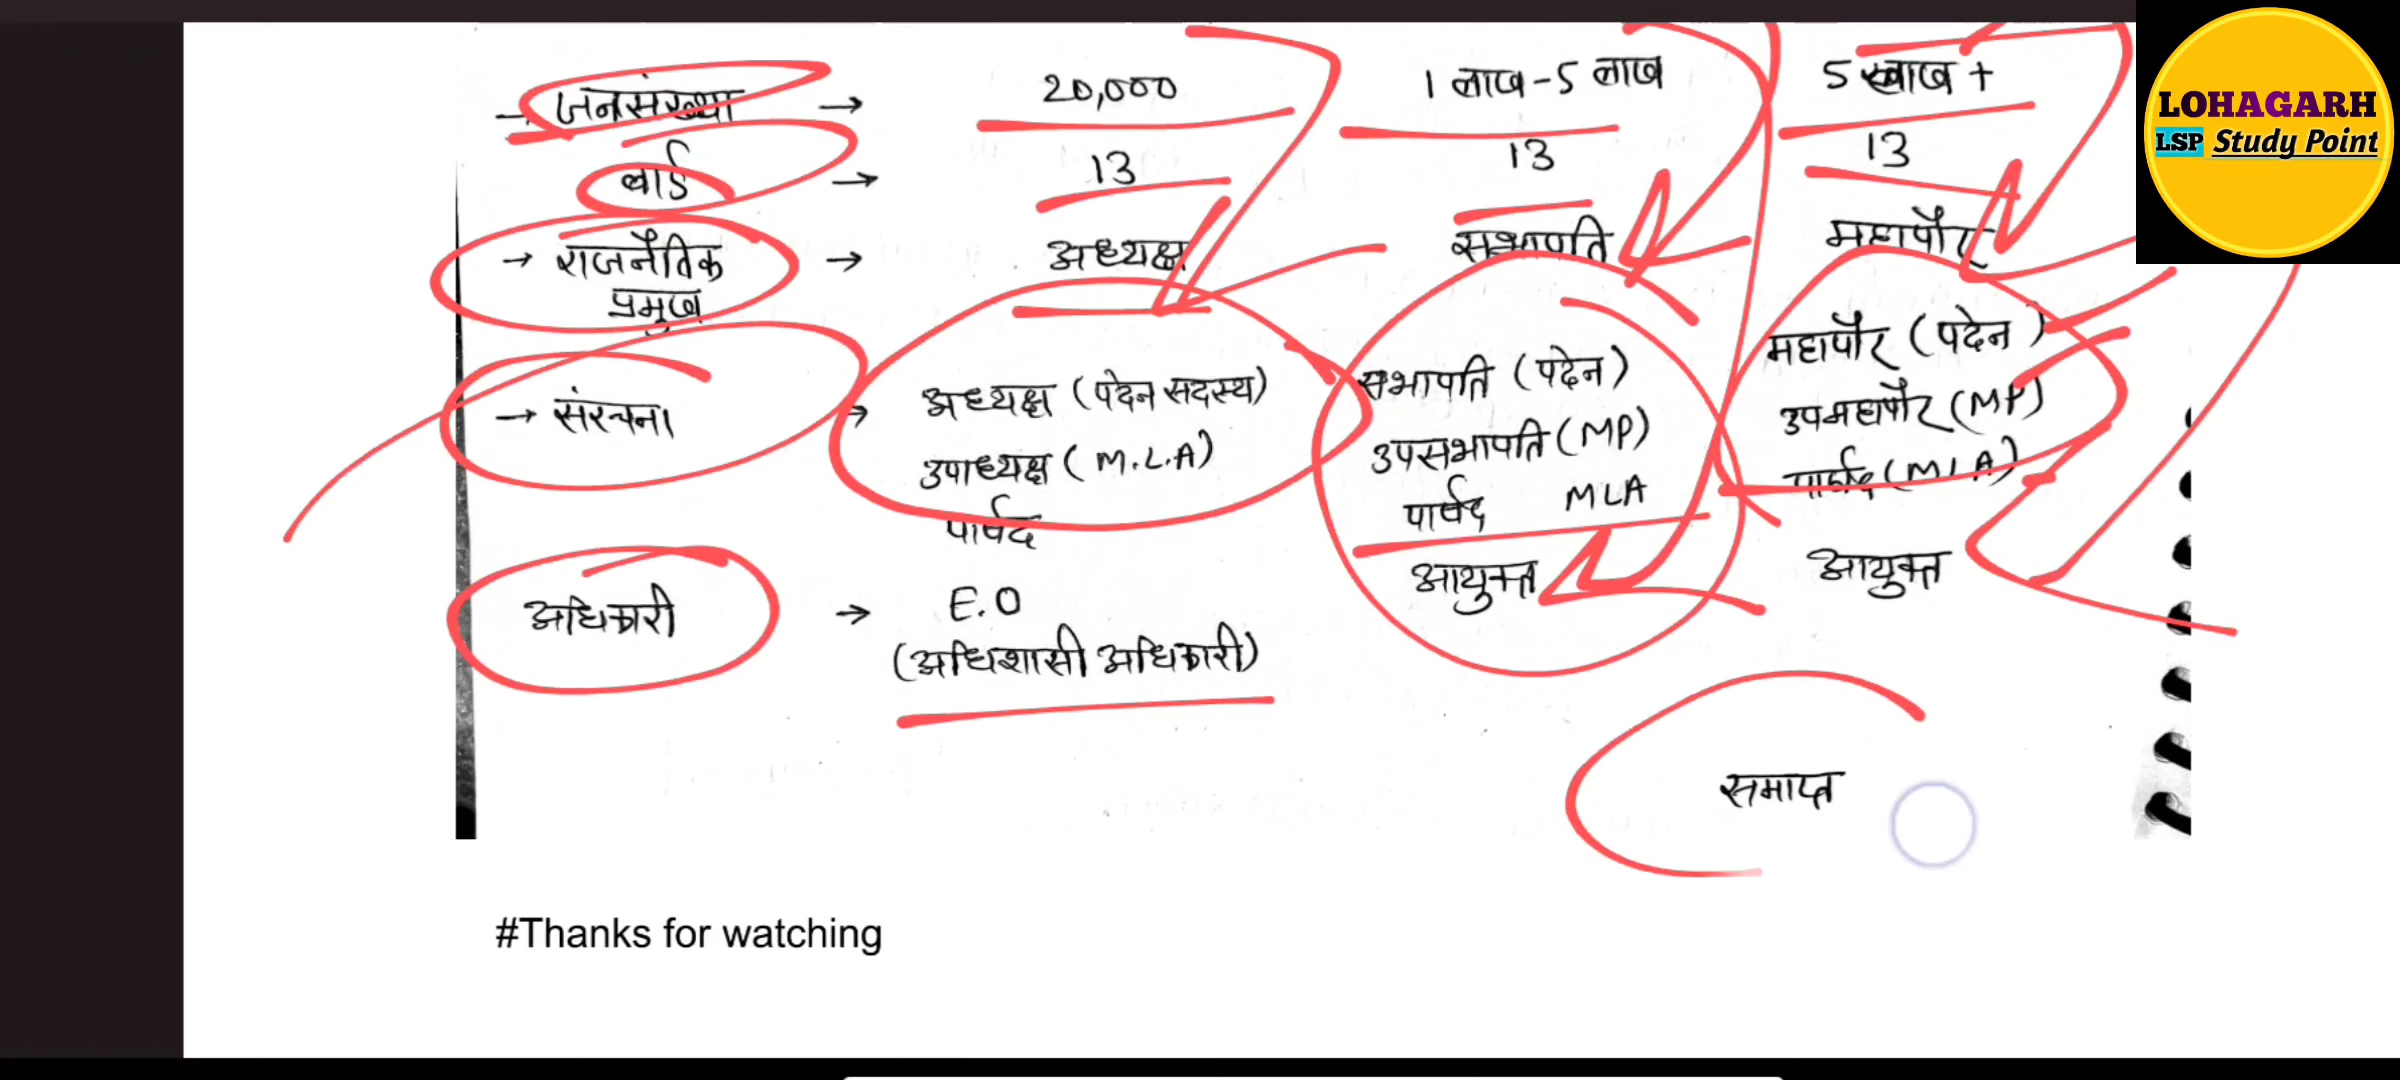 → जनसंख्या → 20,000 1 लाख - 5 लाख 5 लाख +
वार्ड → 13 13 13
→ राजनैतिक प्रमुख → अध्यक्ष सभापति महापौर
→ संरचना → अध्यक्ष (पदेन सदस्य) सभापति (पदेन) महापौर (पदेन)
उपाध्यक्ष (M.L.A) उपसभापति (MP) उपमहापौर (MP)
पार्षद पार्षद MLA पार्षद (MLA)
अधिकारी → E.O आयुक्त आयुक्त
(अधिशासी अधिकारी)
समाप्त
#Thanks for watching
LOHAGARH
LSP Study Point